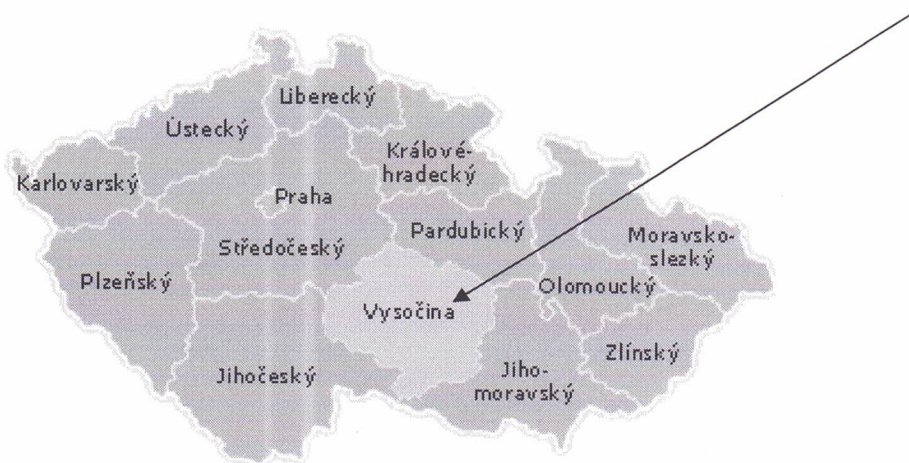 Liberecký
Ústecký
Králové-
hradecký
Karlovarský
Praha
Pardubický
Moravsko-
slezký
Středočeský
Plzeňský
Olomoucký
Vysočina
Zlínský
Jihočeský
Jiho-
moravský